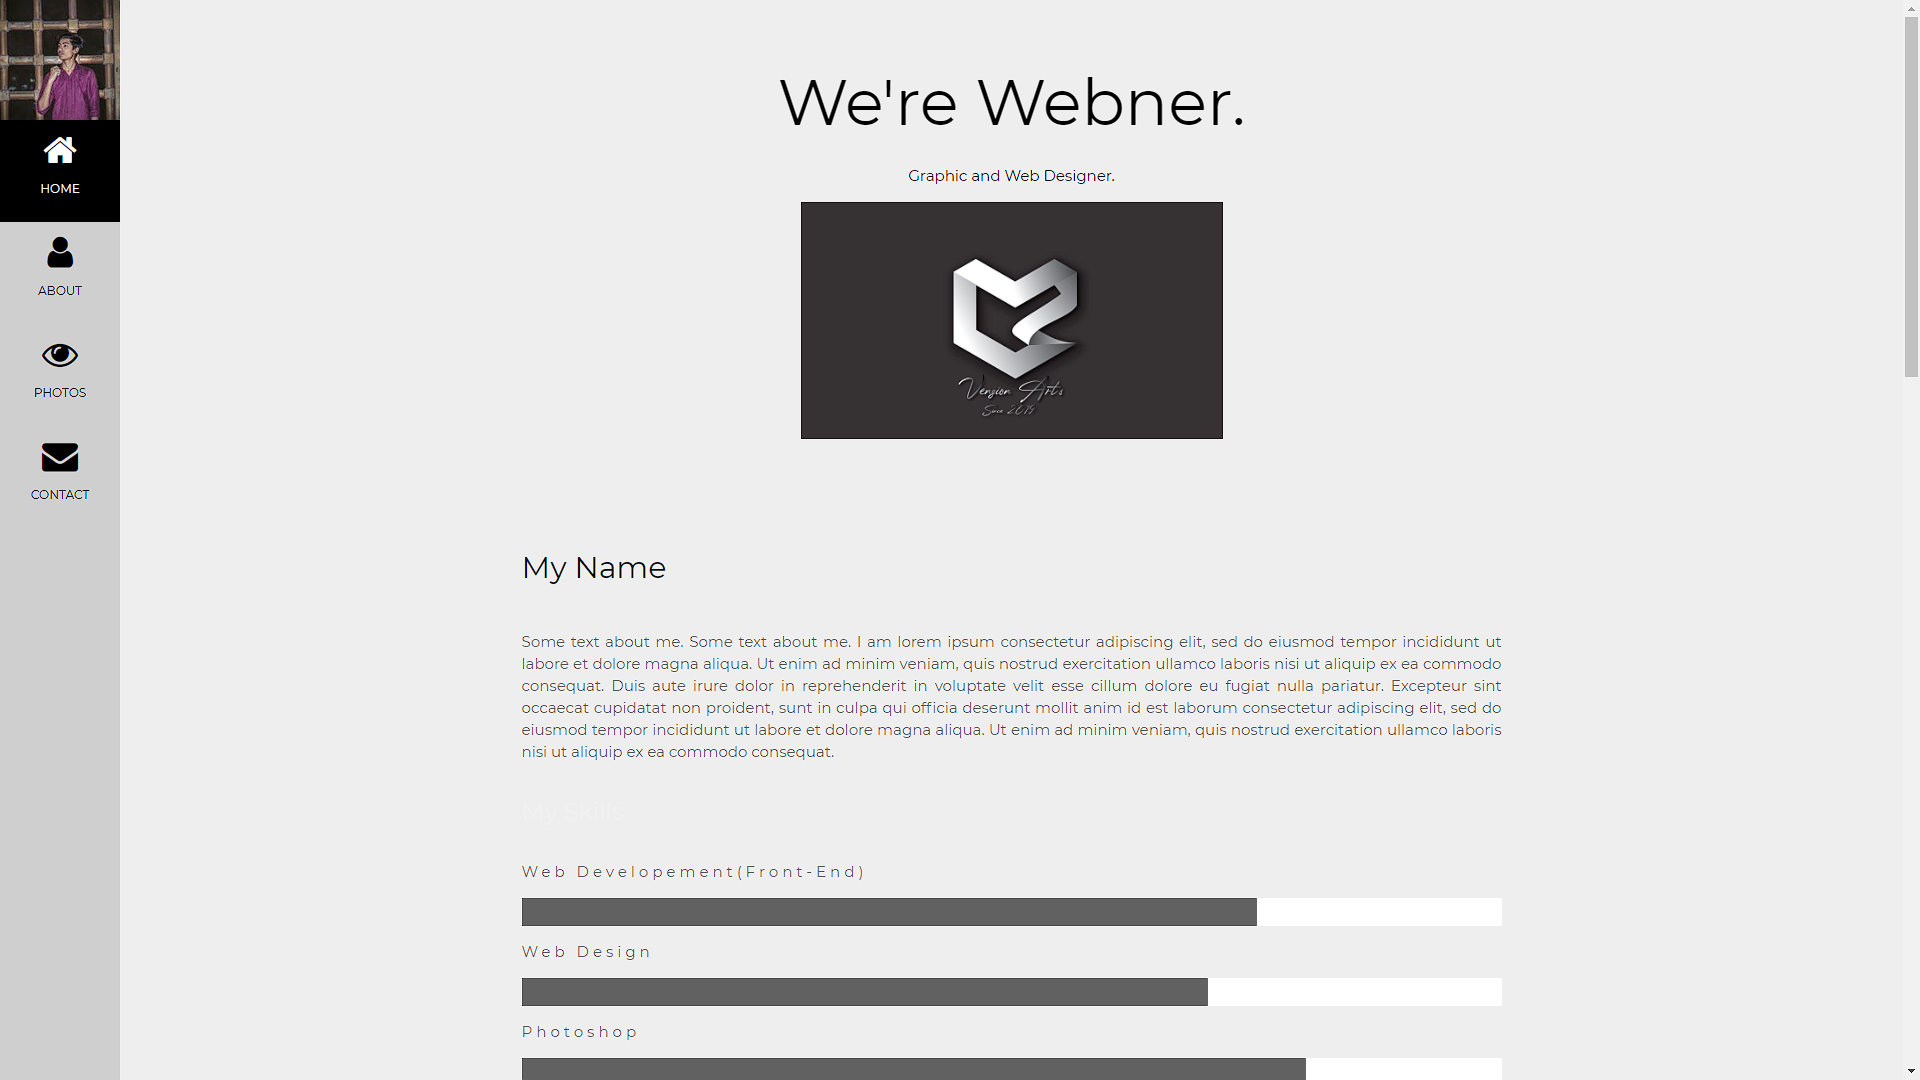 HOME
ABOUT
PHOTOS
CONTACT
We're Webner.
Graphic and Web Designer.
Venzion Arts
Since 2019
My Name
Some text about me. Some text about me. I am lorem ipsum consectetur adipiscing elit, sed do eiusmod tempor incididunt ut
labore et dolore magna aliqua. Ut enim ad minim veniam, quis nostrud exercitation ullamco laboris nisi ut aliquip ex ea commodo
consequat. Duis aute irure dolor in reprehenderit in voluptate velit esse cillum dolore eu fugiat nulla pariatur. Excepteur sint
occaecat cupidatat non proident, sunt in culpa qui officia deserunt mollit anim id est laborum consectetur adipiscing elit, sed do
eiusmod tempor incididunt ut labore et dolore magna aliqua. Ut enim ad minim veniam, quis nostrud exercitation ullamco laboris
nisi ut aliquip ex ea commodo consequat.
My Skills
Web Developement(Front-End)
Web Design
Photoshop